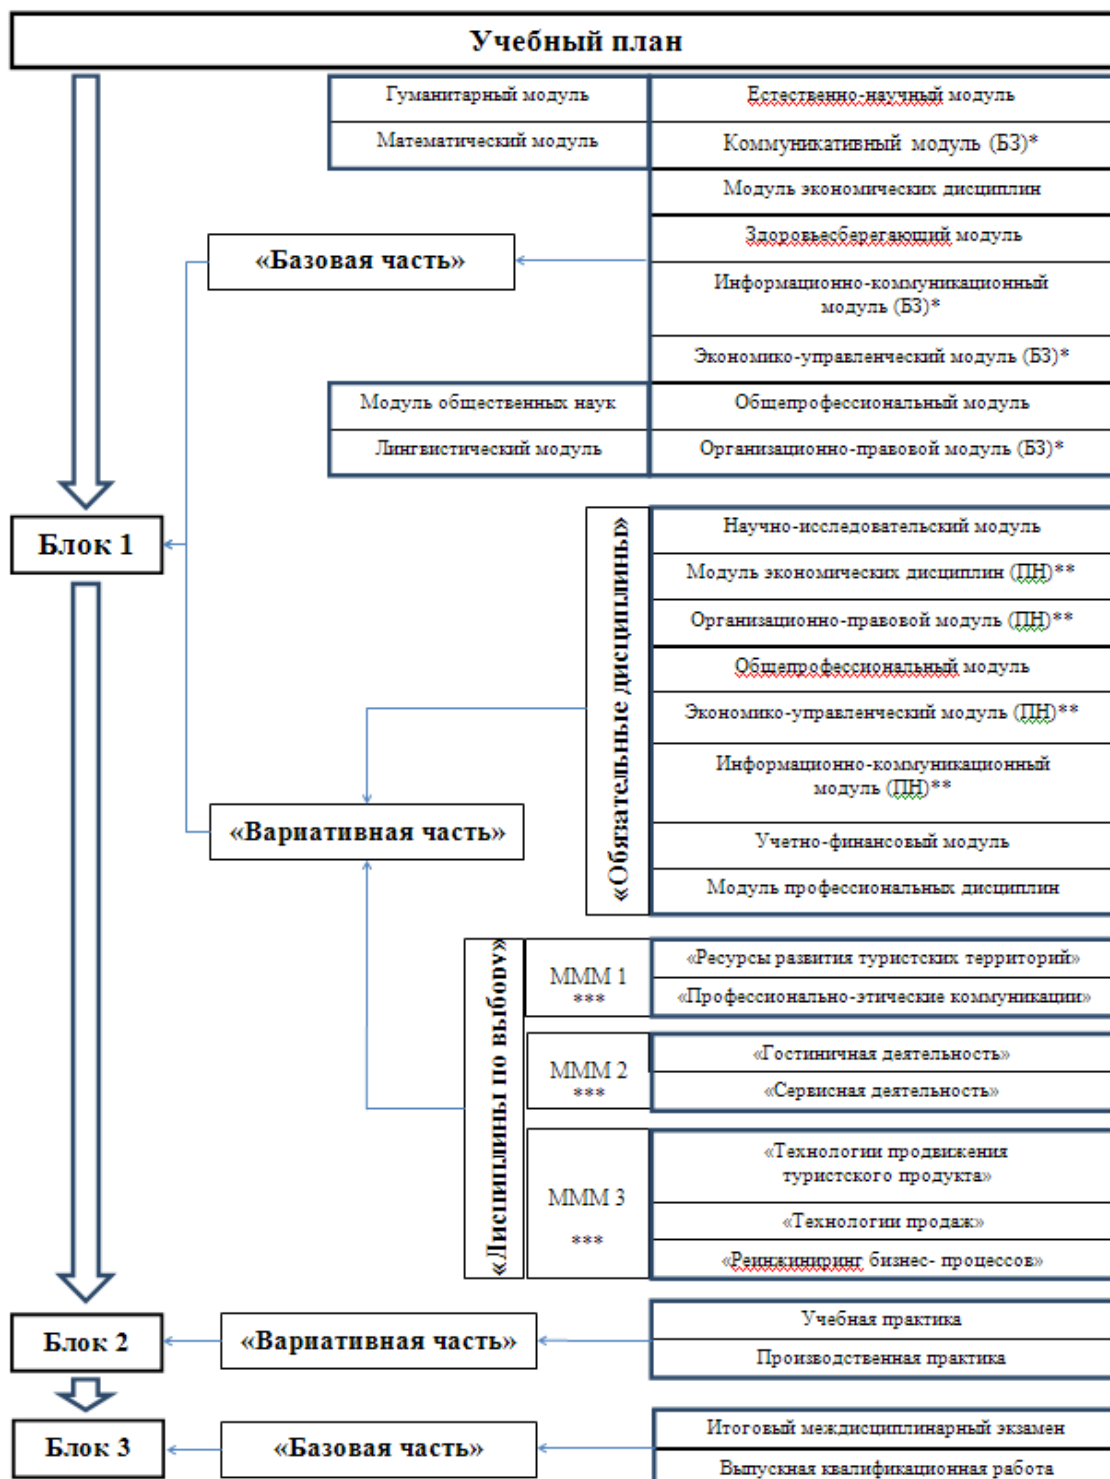 Учебный план
Гуманитарный модуль
Естественно-научный модуль
Математический модуль
Коммуникативный модуль (БЗ)*
Модуль экономических дисциплин
Здоровьесберегающий модуль
«Базовая часть»
Информационно-коммуникационный
модуль (БЗ)*
Экономико-управленческий модуль (БЗ)*
Модуль общественных наук
Общепрофессиональный модуль
Лингвистический модуль
Организационно-правовой модуль (БЗ)*
Блок 1
«Обязательные дисциплины»
Научно-исследовательский модуль
Модуль экономических дисциплин (ПН)**
Организационно-правовой модуль (ПН)**
Общепрофессиональный модуль
Экономико-управленческий модуль (ПН)**
Информационно-коммуникационный
модуль (ПН)**
«Вариативная часть»
Учетно-финансовый модуль
Модуль профессиональных дисциплин
«Дисциплины по выбору»
МММ 1
***
«Ресурсы развития туристских территорий»
«Профессионально-этические коммуникации»
МММ 2
***
«Гостиничная деятельность»
«Сервисная деятельность»
МММ 3
***
«Технологии продвижения
туристского продукта»
«Технологии продаж»
«Реинжиниринг бизнес- процессов»
Блок 2
«Вариативная часть»
Учебная практика
Производственная практика
Блок 3
«Базовая часть»
Итоговый междисциплинарный экзамен
Выпускная квалификационная работа